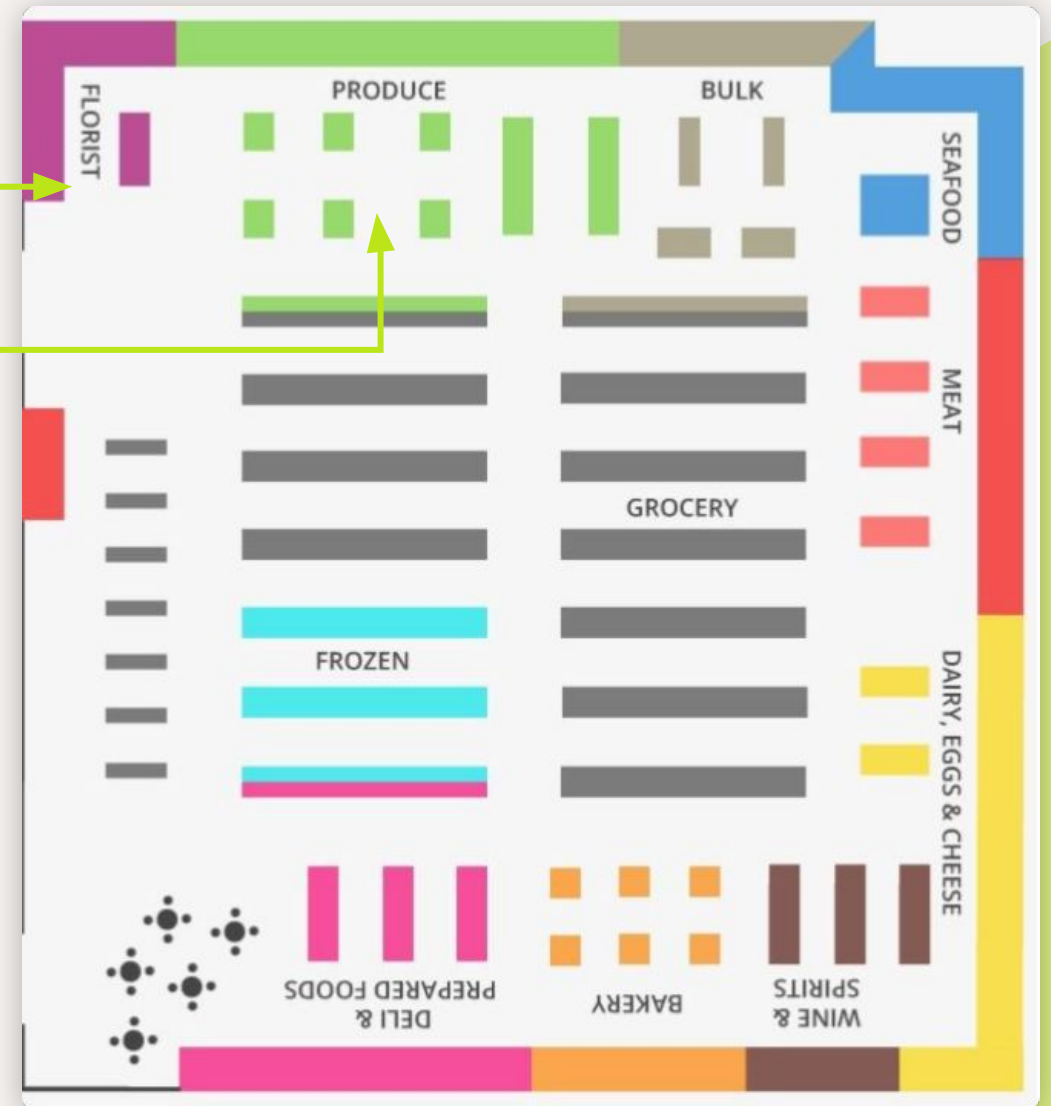 PRODUCE
BULK
FLORIST
SEAFOOD
MEAT
GROCERY
FROZEN
DAIRY, EGGS & CHEESE
DELI &
PREPARED FOODS
BAKERY
WINE &
SPIRITS